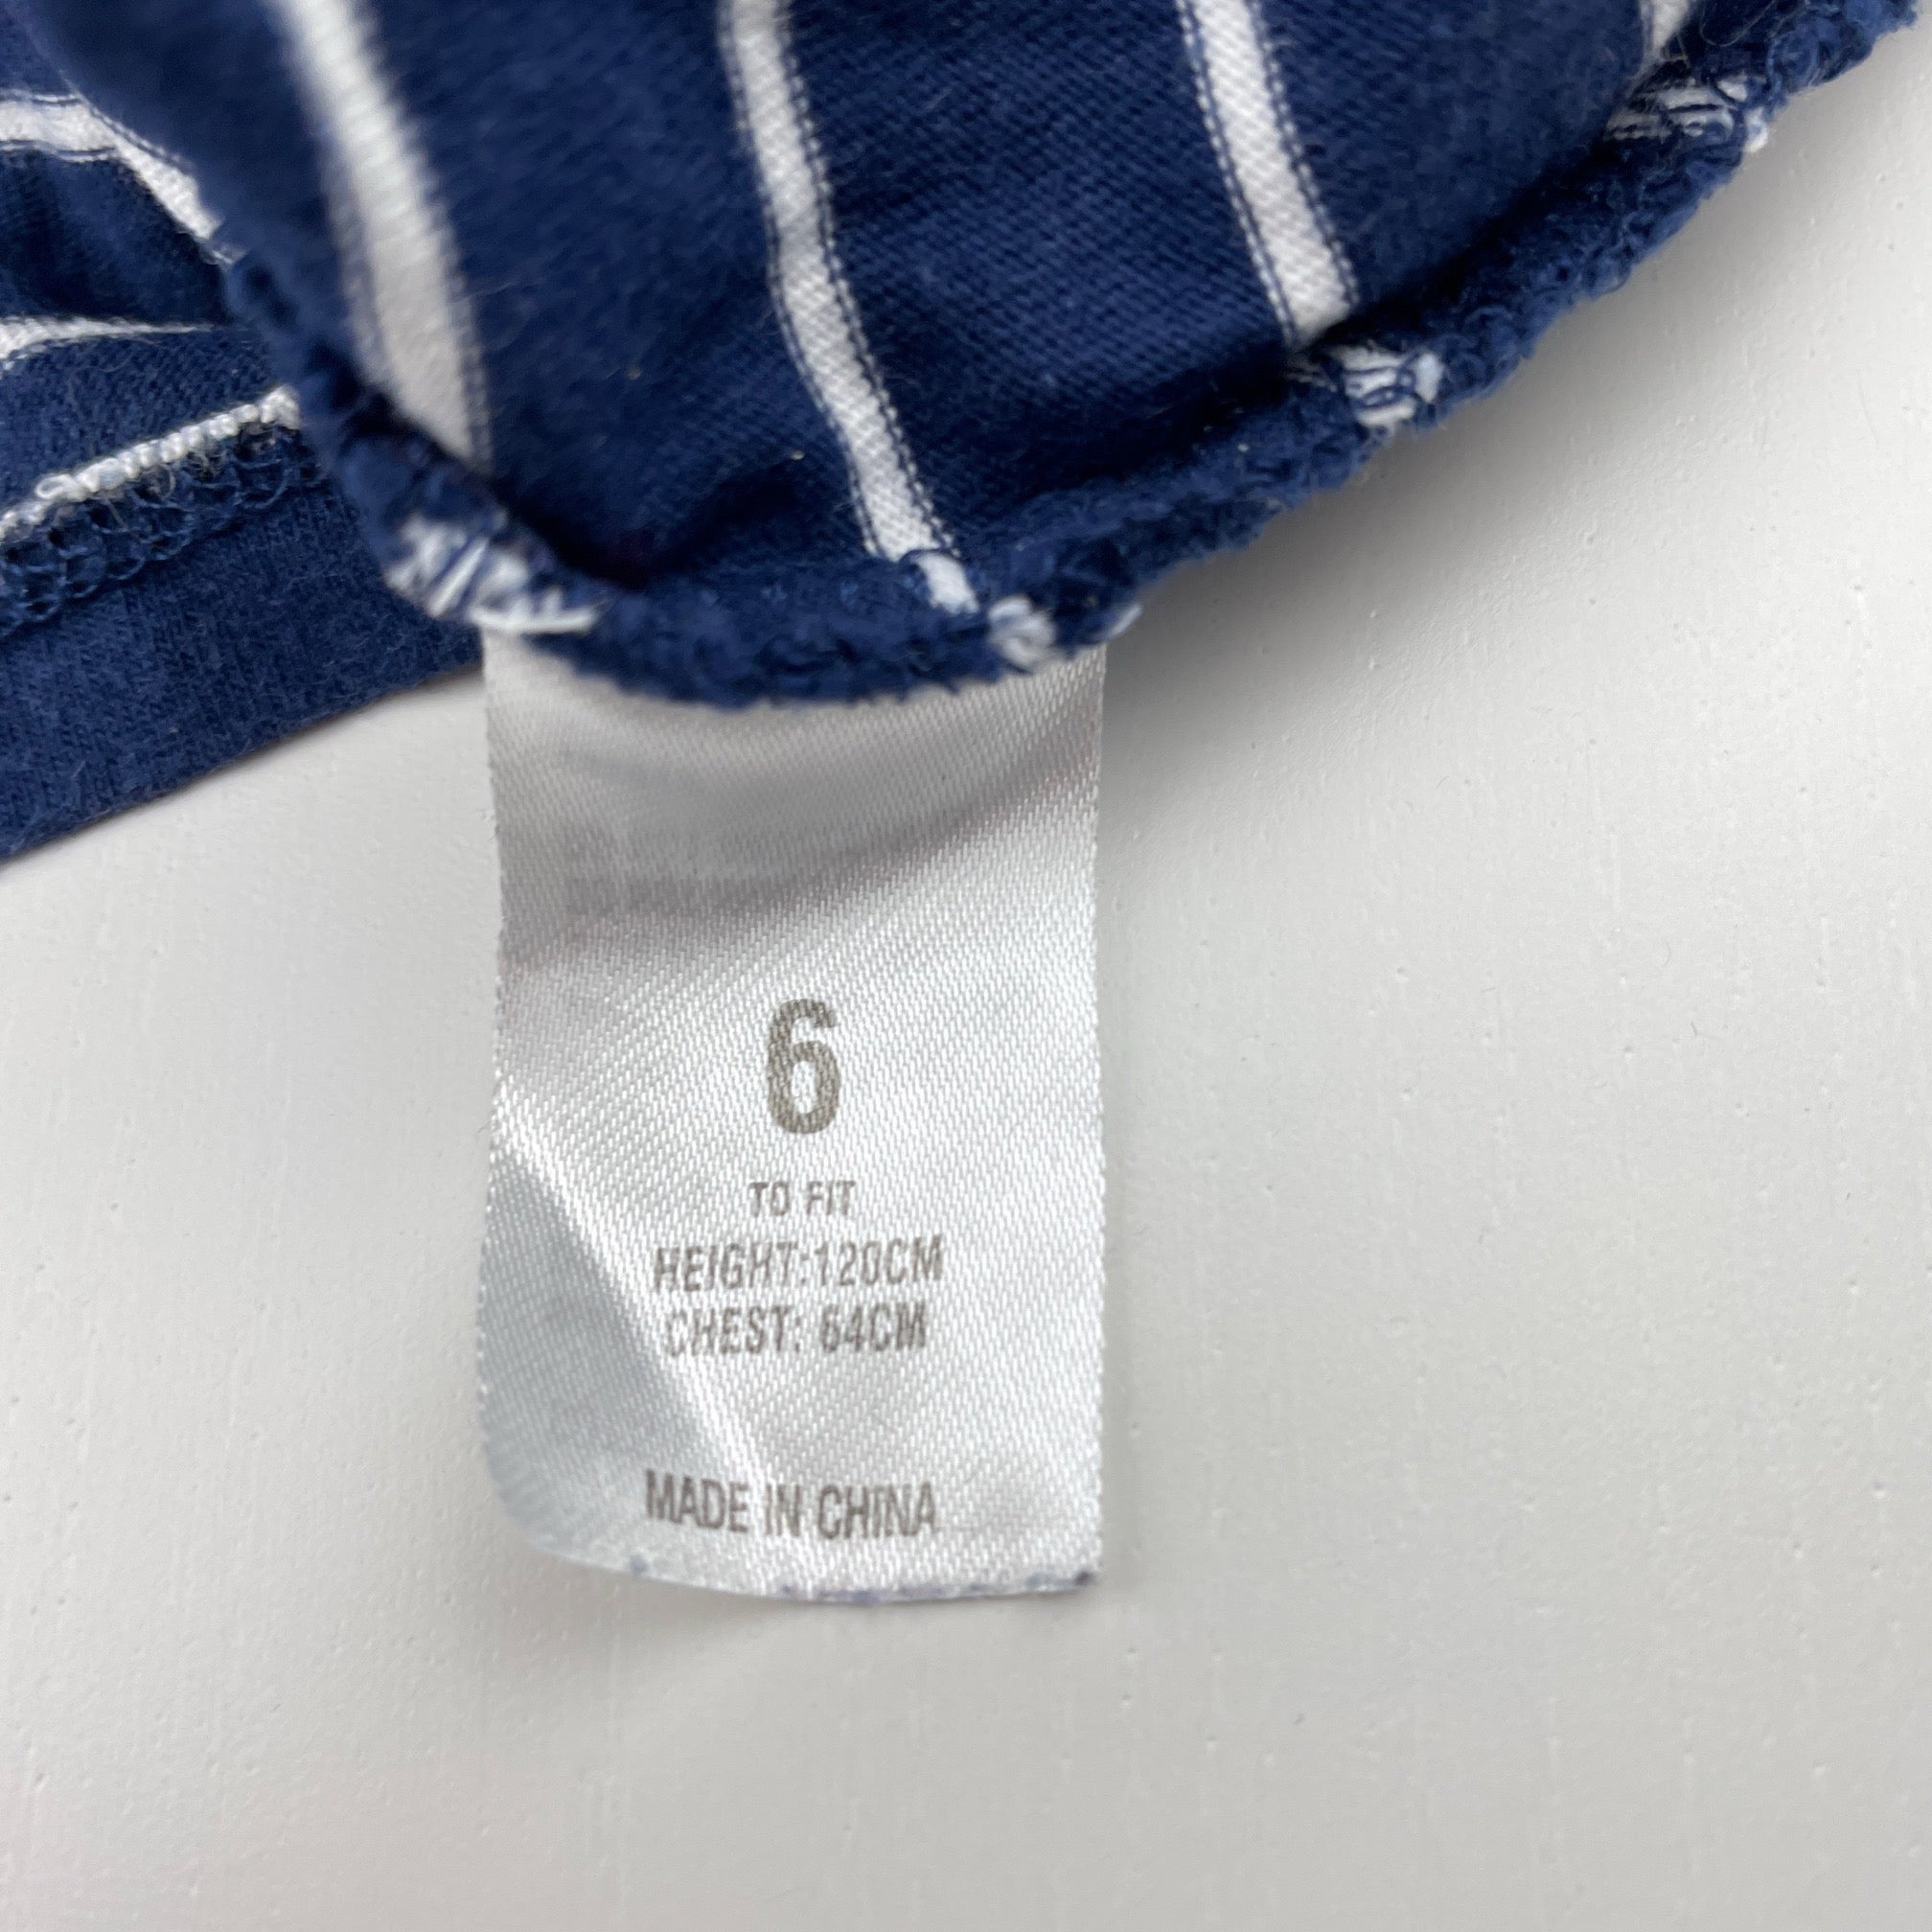 6
TO FIT
HEIGHT:120CM
CHEST: 64CM
MADE IN CHINA